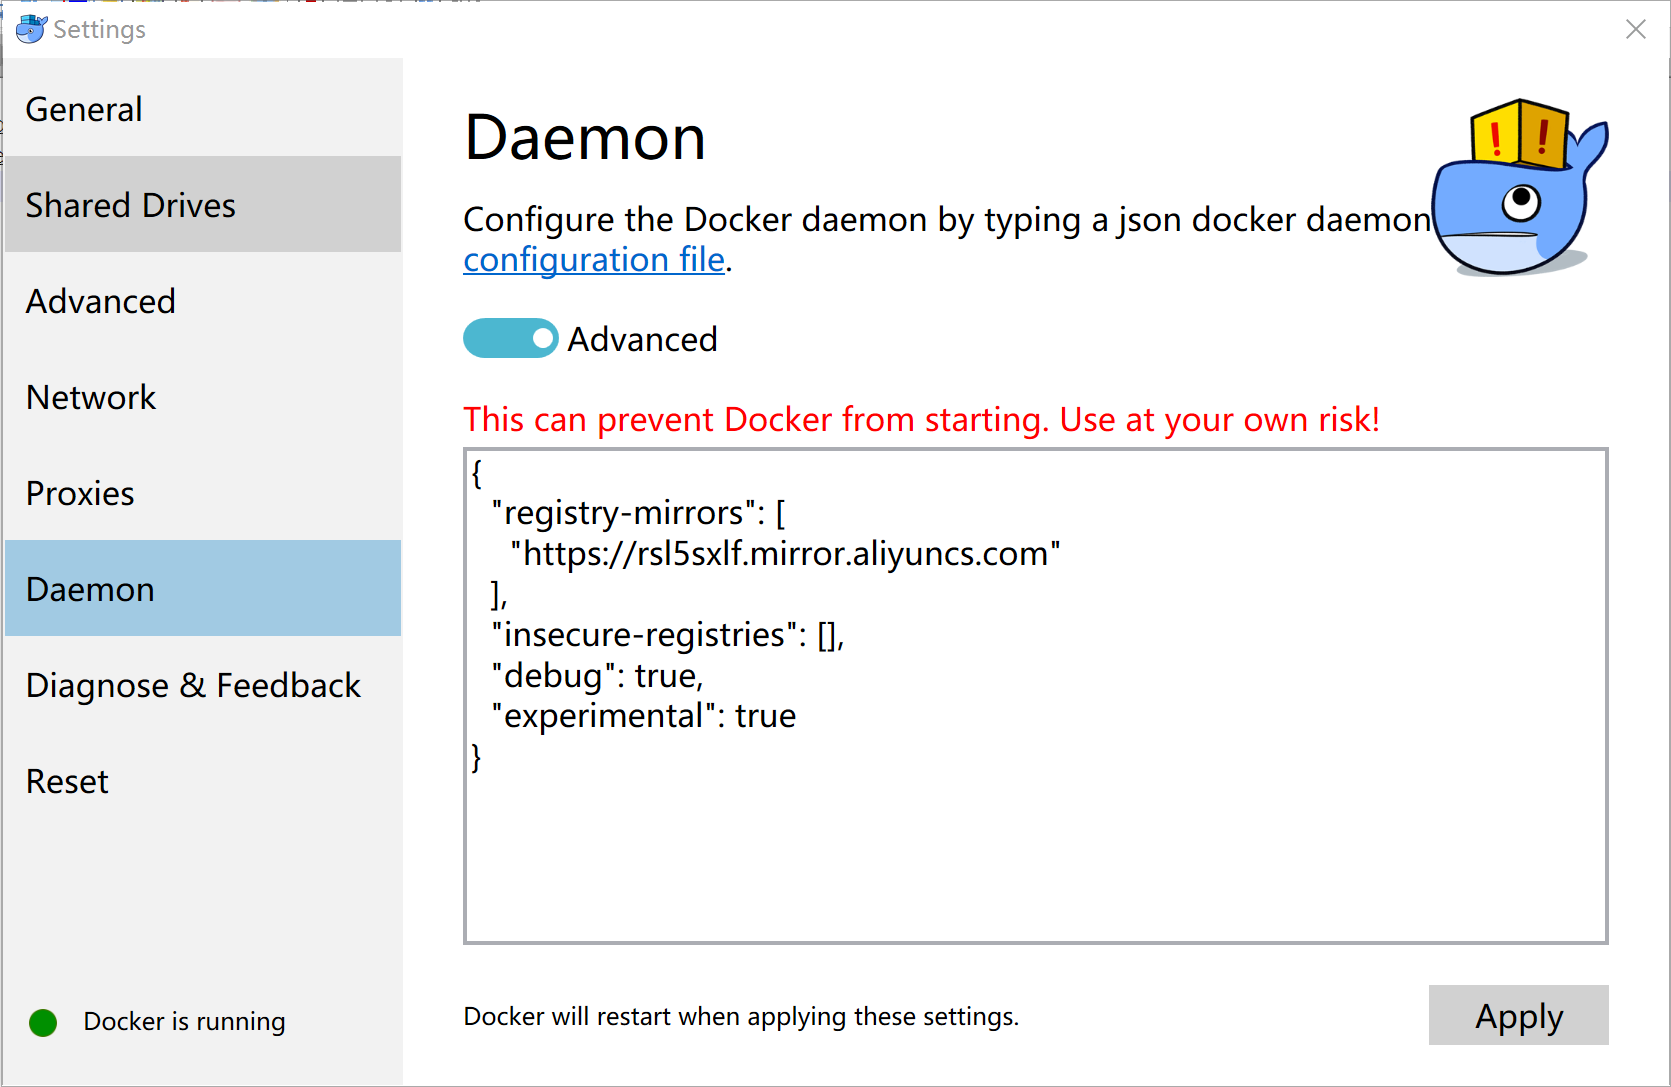 Settings
General
Shared Drives
Advanced
Network
Proxies
Daemon
Diagnose & Feedback
Reset
Docker is running
Daemon
Configure the Docker daemon by typing a json docker daemon
configuration file.
Advanced
This can prevent Docker from starting. Use at your own risk!
{
"registry-mirrors": [
"https://rsl5sxlf.mirror.aliyuncs.com"
],
"insecure-registries": [],
"debug": true,
"experimental": true
}
Docker will restart when applying these settings.
Apply